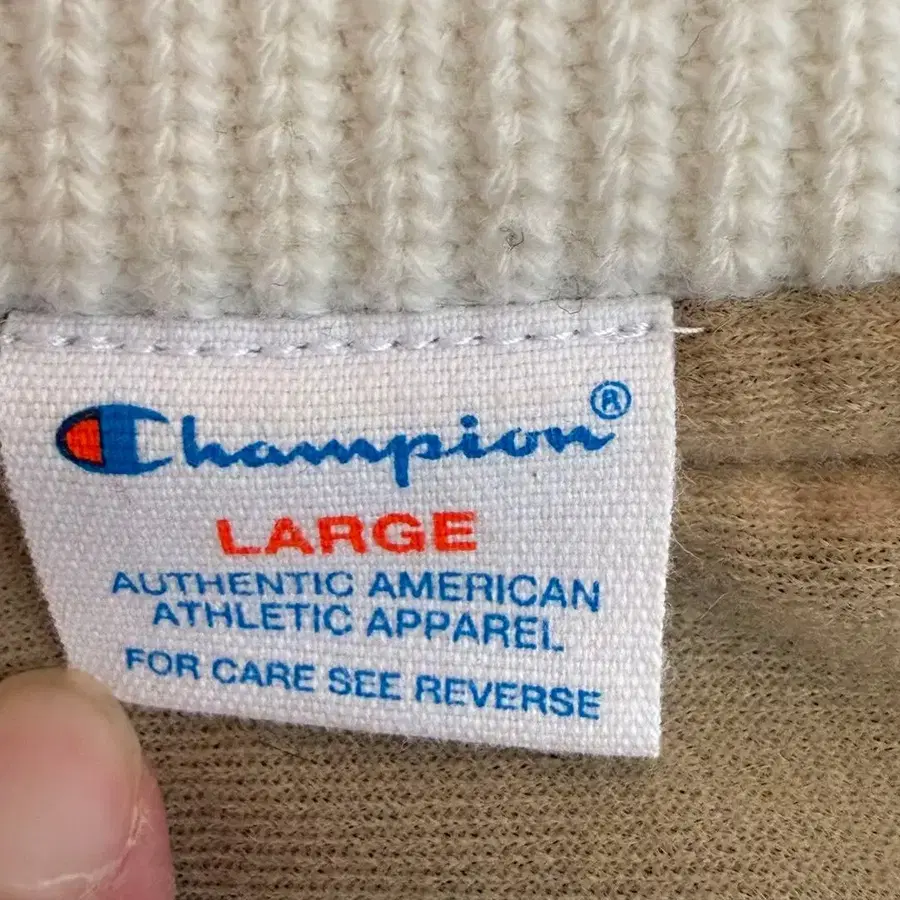 Champion®
LARGE
AUTHENTIC AMERICAN
ATHLETIC APPAREL
FOR CARE SEE REVERSE